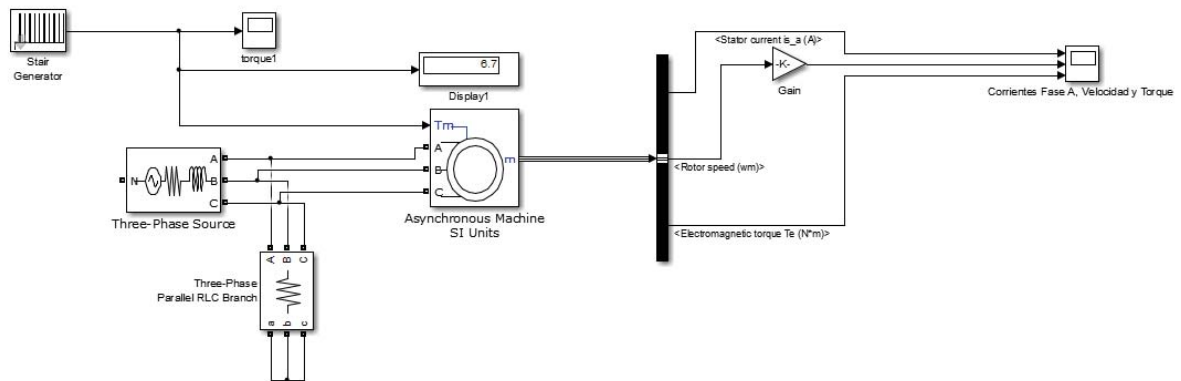 Stair
Generator
torque1
6.7
Display1
Tm
A
B
C
m
Asynchronous Machine
SI Units
N
A
B
C
Three-Phase Source
Three-Phase
Parallel RLC Branch
A B C
a b c
<Stator current is_a (A)>
-K-
Gain
<Rotor speed (wm)>
<Electromagnetic torque Te (N*m)>
Corrientes Fase A, Velocidad y Torque